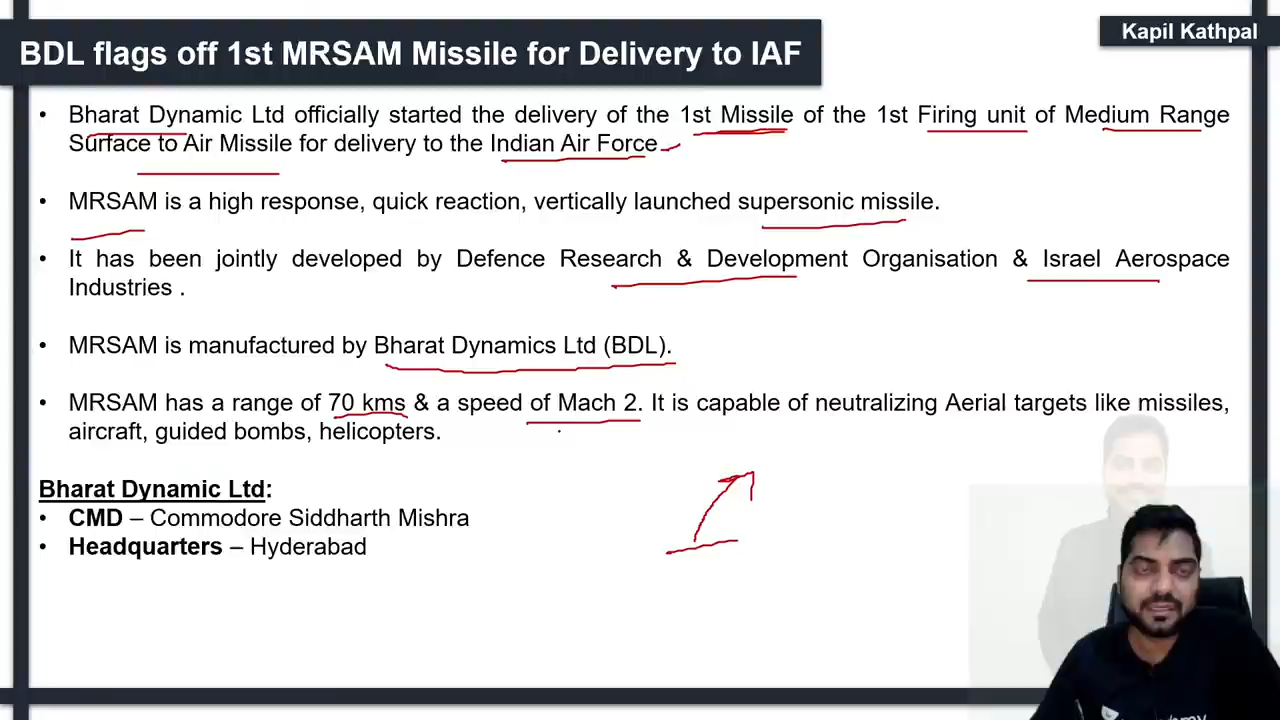 Kapil Kathpal
BDL flags off 1st MRSAM Missile for Delivery to IAF
• Bharat Dynamic Ltd officially started the delivery of the 1st Missile of the 1st Firing unit of Medium Range
Surface to Air Missile for delivery to the Indian Air Force
• MRSAM is a high response, quick reaction, vertically launched supersonic missile.
• It has been jointly developed by Defence Research & Development Organisation & Israel Aerospace
Industries .
• MRSAM is manufactured by Bharat Dynamics Ltd (BDL).
• MRSAM has a range of 70 kms & a speed of Mach 2. It is capable of neutralizing Aerial targets like missiles,
aircraft, guided bombs, helicopters.
Bharat Dynamic Ltd:
• CMD – Commodore Siddharth Mishra
• Headquarters – Hyderabad